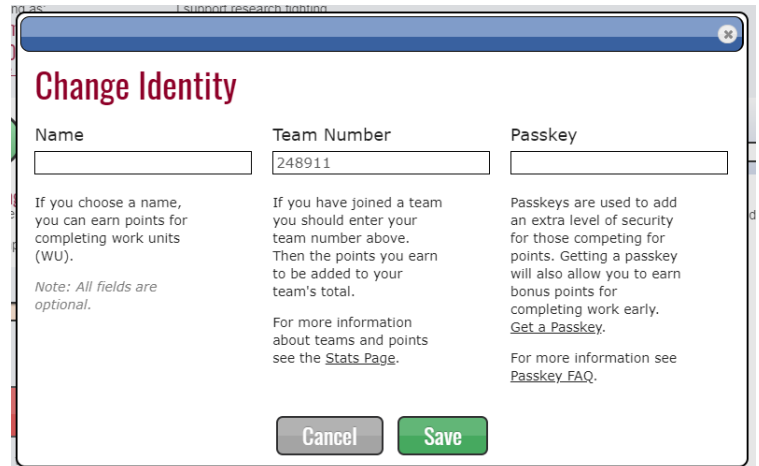 ng as:
I support research fighting
Change Identity
Name
Team Number
Passkey
248911
If you choose a name,
you can earn points for
completing work units
(WU).
Note: All fields are
optional.
If you have joined a team
you should enter your
team number above.
Then the points you earn
to be added to your
team's total.
For more information
about teams and points
see the Stats Page.
Passkeys are used to add
an extra level of security
for those competing for
points. Getting a passkey
will also allow you to earn
bonus points for
completing work early.
Get a Passkey.
For more information see
Passkey FAQ.
Cancel
Save